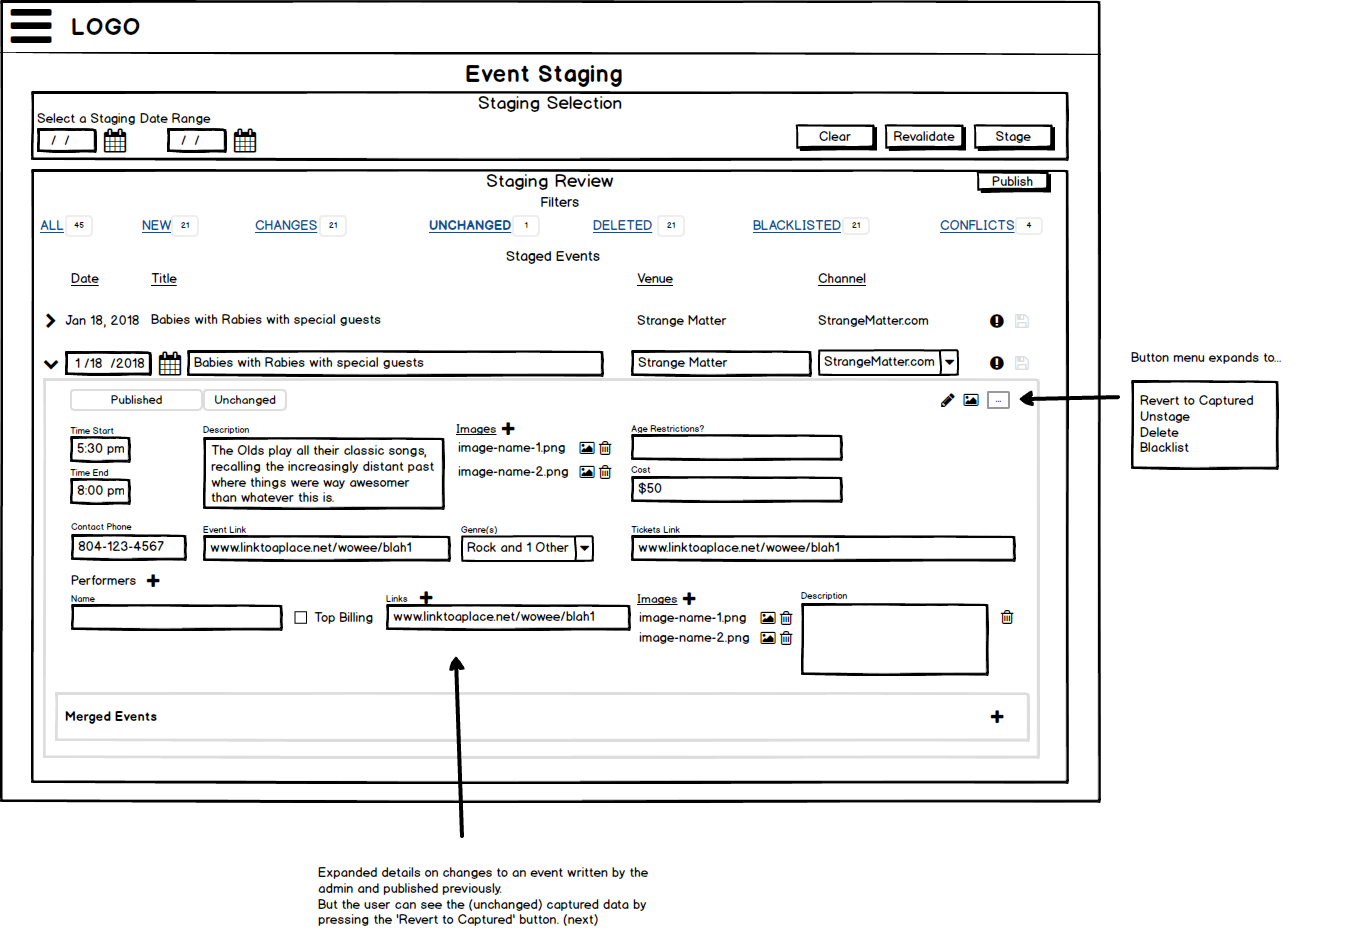 LOGO
Event Staging
Staging Selection
Select a Staging Date Range
/ /
/ /
Clear
Revalidate
Stage
Staging Review
Publish
Filters
ALL 45
NEW 21
CHANGES 21
UNCHANGED 1
DELETED 21
BLACKLISTED 21
CONFLICTS 4
Staged Events
Date
Title
Venue
Channel
Jan 18, 2018 Babies with Rabies with special guests Strange Matter StrangeMatter.com
1 /18 /2018 Babies with Rabies with special guests Strange Matter StrangeMatter.com
Published
Unchanged
...
Time Start
5:30 pm
Time End
8:00 pm
Description
The Olds play all their classic songs,
recalling the increasingly distant past
where things were way awesomer
than whatever this is.
Images
image-name-1.png
image-name-2.png
Age Restrictions?
Cost
$50
Contact Phone
804-123-4567
Event Link
www.linktoaplace.net/wowee/blah1
Genre(s)
Rock and 1 Other
Tickets Link
www.linktoaplace.net/wowee/blah1
Performers
Name
Top Billing
Links
www.linktoaplace.net/wowee/blah1
Images
image-name-1.png
image-name-2.png
Description
Merged Events
Button menu expands to...
Revert to Captured
Unstage
Delete
Blacklist
Expanded details on changes to an event written by the
admin and published previously.
But the user can see the (unchanged) captured data by
pressing the 'Revert to Captured' button. (next)